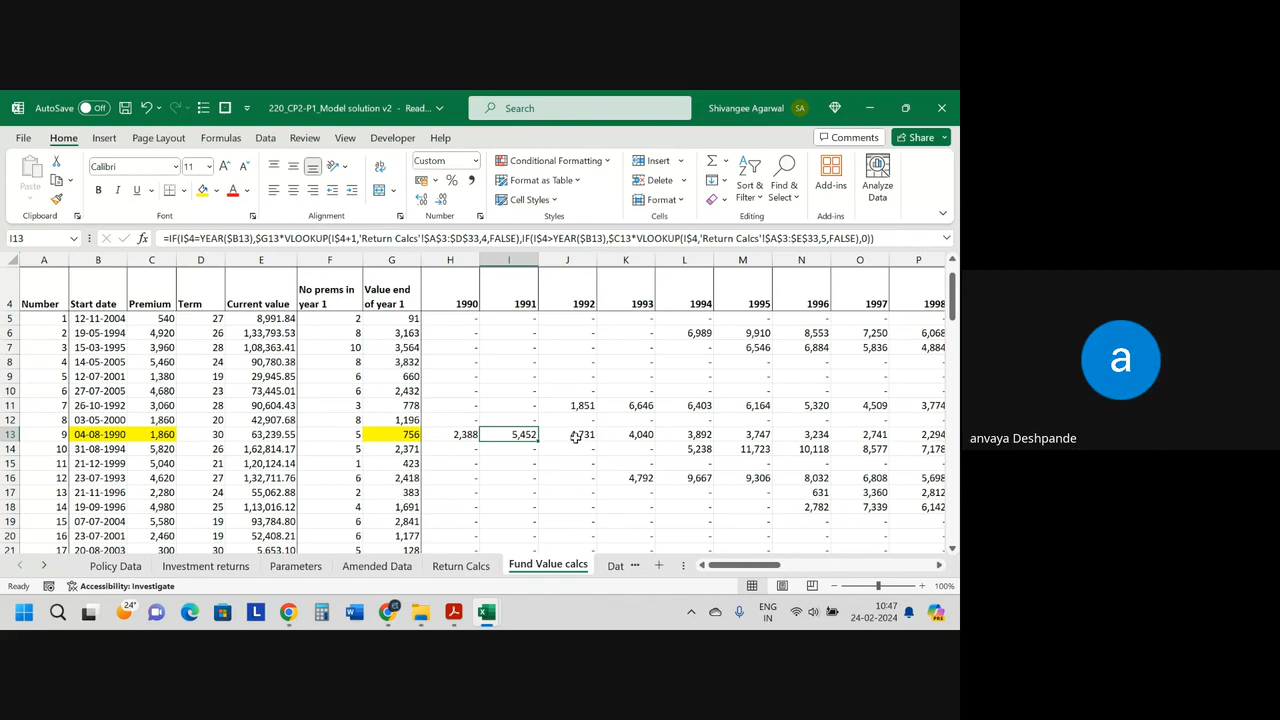 AutoSave Off 220_CP2-P1_Model solution v2 - Read... Search Shivangee Agarwal SA
File Home Insert Page Layout Formulas Data Review View Developer Help Comments Share
Paste Calibri 11 A A Custom Conditional Formatting Insert Sort & Filter Find & Select Add-ins Analyze Data
B I U A % Format as Table Delete
Cell Styles Format
Clipboard Font Alignment Number Styles Cells Editing Add-ins
I13 fx =IF(I$4=YEAR($B13),$G13*VLOOKUP(I$4+1,'Return Calcs'!$A$3:$D$33,4,FALSE),IF(I$4>YEAR($B13),$C13*VLOOKUP(I$4,'Return Calcs'!$A$3:$E$33,5,FALSE),0))
A B C D E F G H I J K L M N O P
4 Number Start date Premium Term Current value No prems in year 1 Value end of year 1 1990 1991 1992 1993 1994 1995 1996 1997 1998
5 1 12-11-2004 540 27 8,991.84 2 91 - - - - - - - - -
6 2 19-05-1994 4,920 26 1,33,793.53 8 3,163 - - - - 6,989 9,910 8,553 7,250 6,068
7 3 15-03-1995 3,960 28 1,08,363.41 10 3,564 - - - - - 6,546 6,884 5,836 4,884
8 4 14-05-2005 5,460 24 90,780.38 8 3,832 - - - - - - - - -
9 5 12-07-2001 1,380 19 29,945.85 6 660 - - - - - - - - -
10 6 27-07-2005 4,680 23 73,445.01 6 2,432 - - - - - - - - -
11 7 26-10-1992 3,060 28 90,604.43 3 778 - - 1,851 6,646 6,403 6,164 5,320 4,509 3,774
12 8 03-05-2000 1,860 20 42,907.68 8 1,196 - - - - - - - - -
13 9 04-08-1990 1,860 30 63,239.55 5 756 2,388 5,452 4,731 4,040 3,892 3,747 3,234 2,741 2,294
14 10 31-08-1994 5,820 26 1,62,814.17 5 2,371 - - - - 5,238 11,723 10,118 8,577 7,178
15 11 21-12-1999 5,040 21 1,20,124.14 1 423 - - - - - - - - -
16 12 23-07-1993 4,620 27 1,32,711.76 6 2,418 - - - 4,792 9,667 9,306 8,032 6,808 5,698
17 13 21-11-1996 2,280 24 55,062.88 2 383 - - - - - - 631 3,360 2,812
18 14 19-09-1996 4,980 25 1,13,016.12 4 1,691 - - - - - - 2,782 7,339 6,142
19 15 07-07-2004 5,580 19 93,784.80 6 2,841 - - - - - - - - -
20 16 23-07-2001 2,460 19 52,408.21 6 1,177 - - - - - - - - -
21 17 20-08-2003 300 30 5,653.10 5 128 - - - - - - - - -
Policy Data Investment returns Parameters Amended Data Return Calcs Fund Value calcs Dat ...
Ready Accessibility: Investigate 100%
24° ENG IN 10:47 24-02-2024 PRE
a
anvaya Deshpande